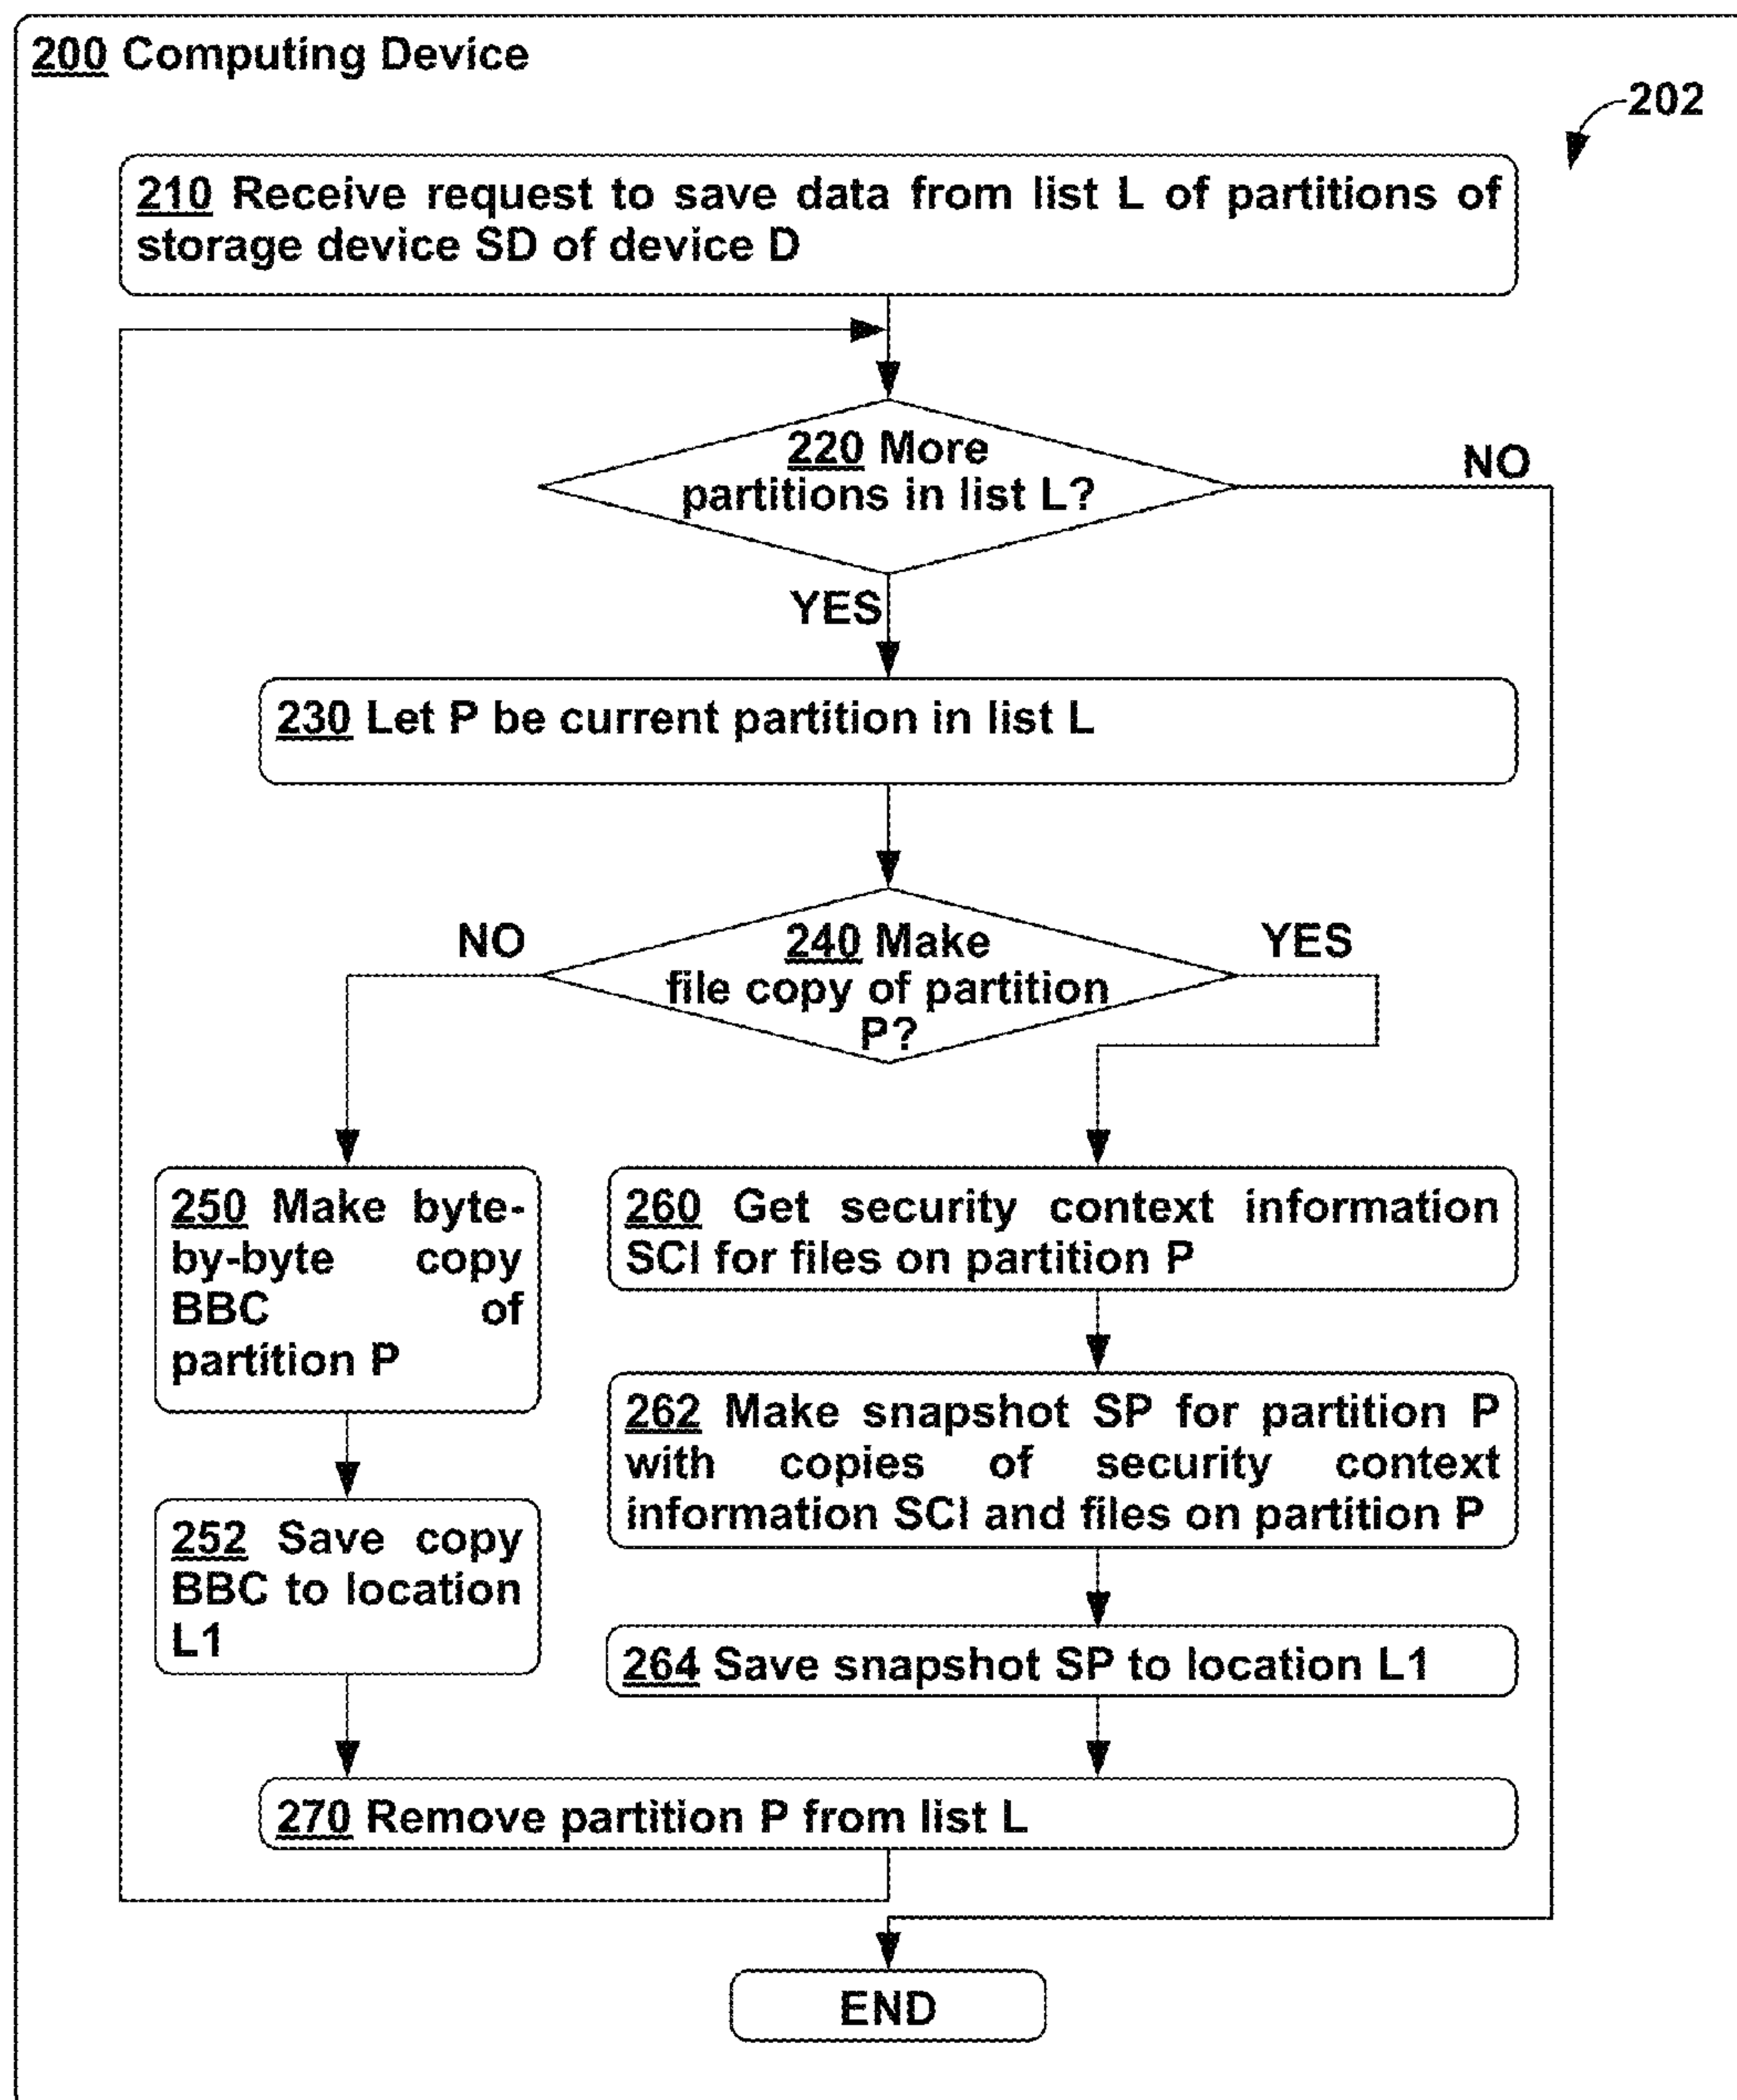 200 Computing Device
202
210 Receive request to save data from list L of partitions of
storage device SD of device D
220 More
partitions in list L?
NO
YES
230 Let P be current partition in list L
NO
240 Make
file copy of partition
P?
YES
250 Make byte-
by-byte copy
BBC of
partition P
260 Get security context information
SCI for files on partition P
262 Make snapshot SP for partition P
with copies of security context
information SCI and files on partition P
252 Save copy
BBC to location
L1
264 Save snapshot SP to location L1
270 Remove partition P from list L
END